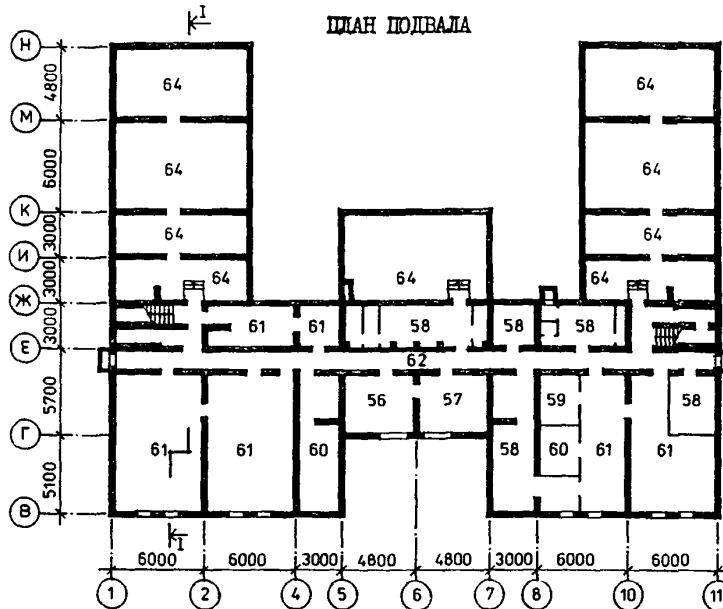 I
ПЛАН ПОДВАЛА
Н
4800
64 64
М
6000
64 64
К
3000
64 64
И
3000
64 64 64
Ж
3000
61 61 58 58 58
Е
62
5700
56 57 59 58
Г
61 61 60 58 60 61 61
5100
В
I
6000 6000 3000 4800 4800 3000 6000 6000
1 2 4 5 6 7 8 10 11